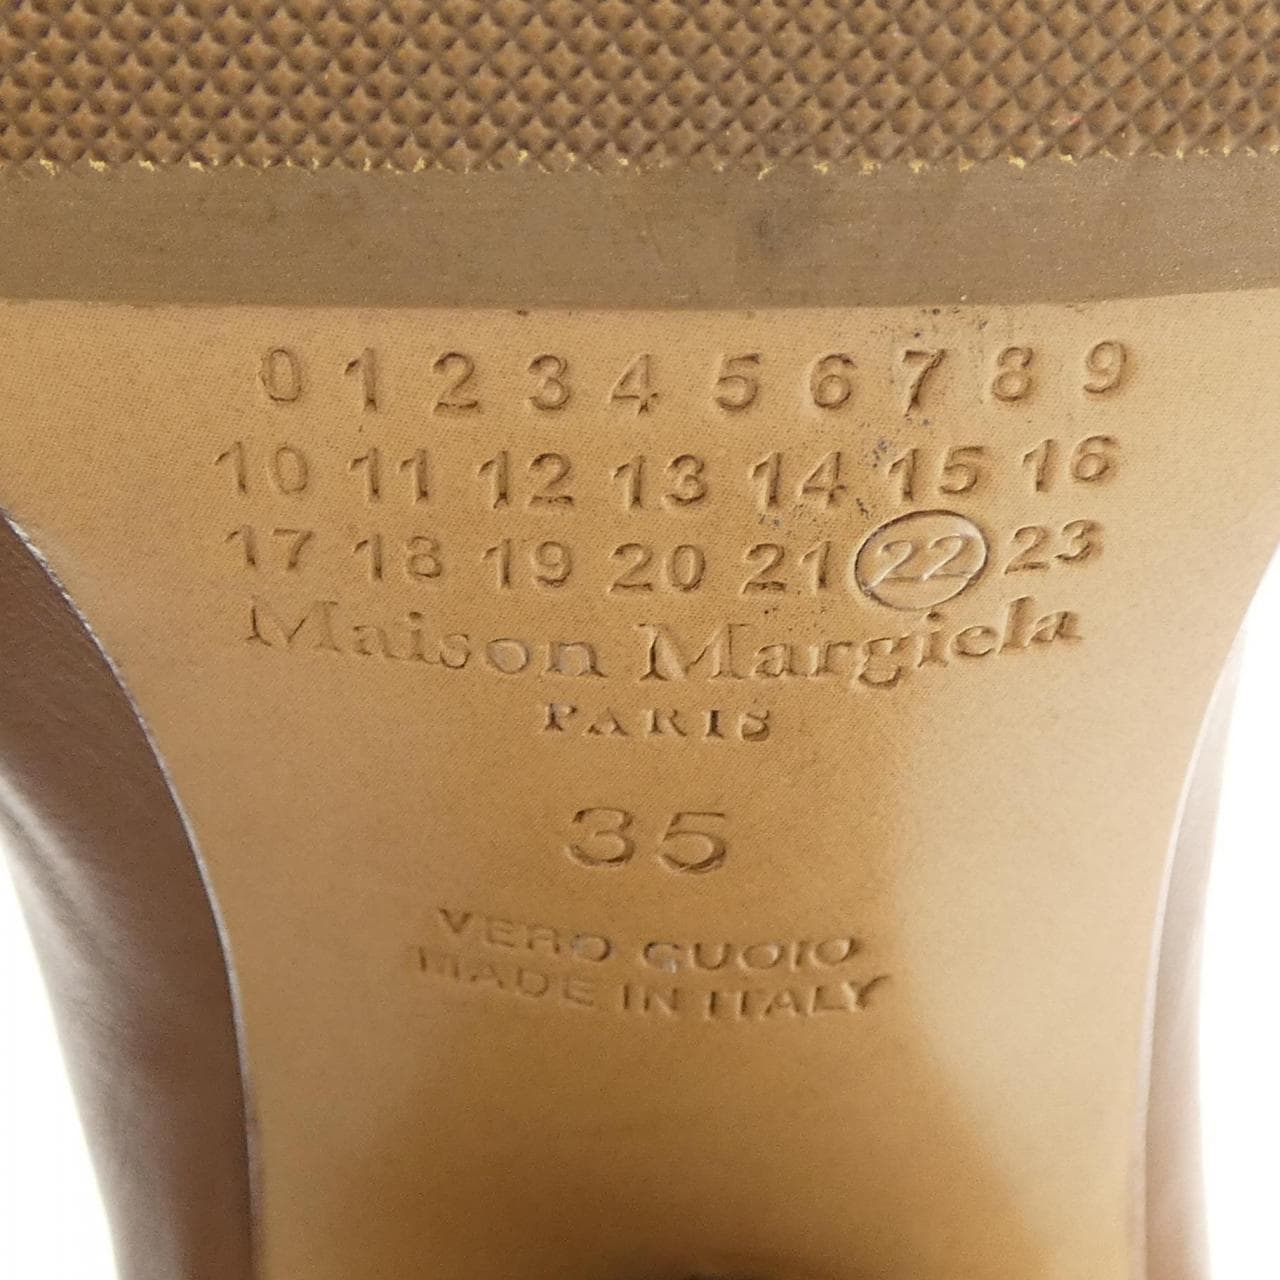 0 1 2 3 4 5 6 7 8 9
10 11 12 13 14 15 16
17 18 19 20 21 22 23
Maison Margiela
PARIS
35
VERO CUOIO
MADE IN ITALY